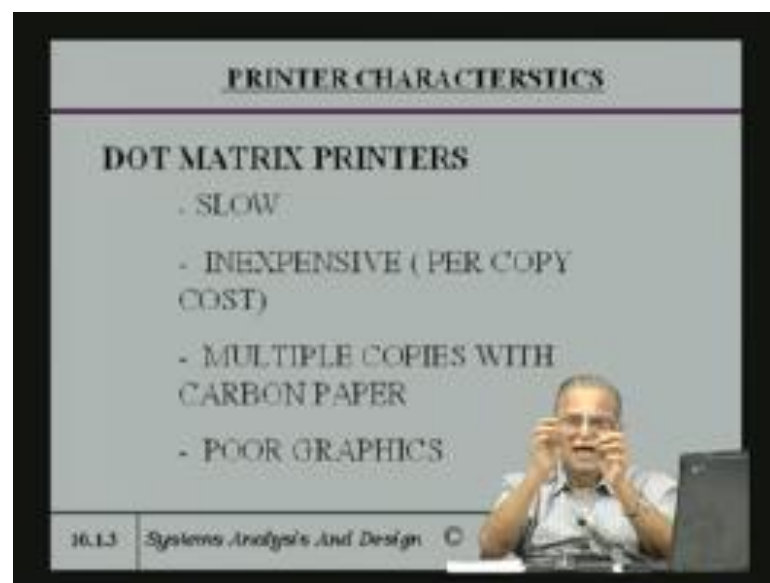 PRINTER CHARACTERSTICS
DOT MATRIX PRINTERS
- SLOW
- INEXPENSIVE ( PER COPY
COST)
- MULTIPLE COPIES WITH
CARBON PAPER
- POOR GRAPHICS
10.1.3 Systems Analysis And Design ©